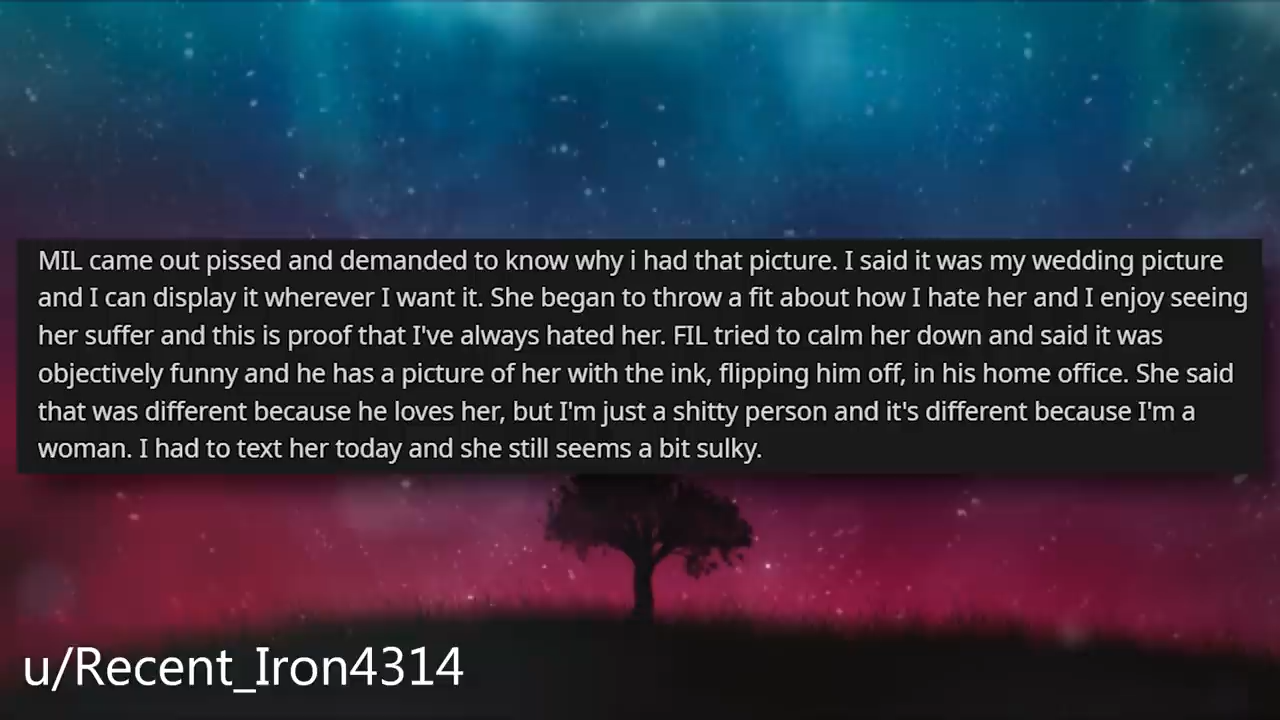 MIL came out pissed and demanded to know why i had that picture. I said it was my wedding picture
and I can display it wherever I want it. She began to throw a fit about how I hate her and I enjoy seeing
her suffer and this is proof that I've always hated her. FIL tried to calm her down and said it was
objectively funny and he has a picture of her with the ink, flipping him off, in his home office. She said
that was different because he loves her, but I'm just a shitty person and it's different because I'm a
woman. I had to text her today and she still seems a bit sulky.
u/Recent_Iron4314